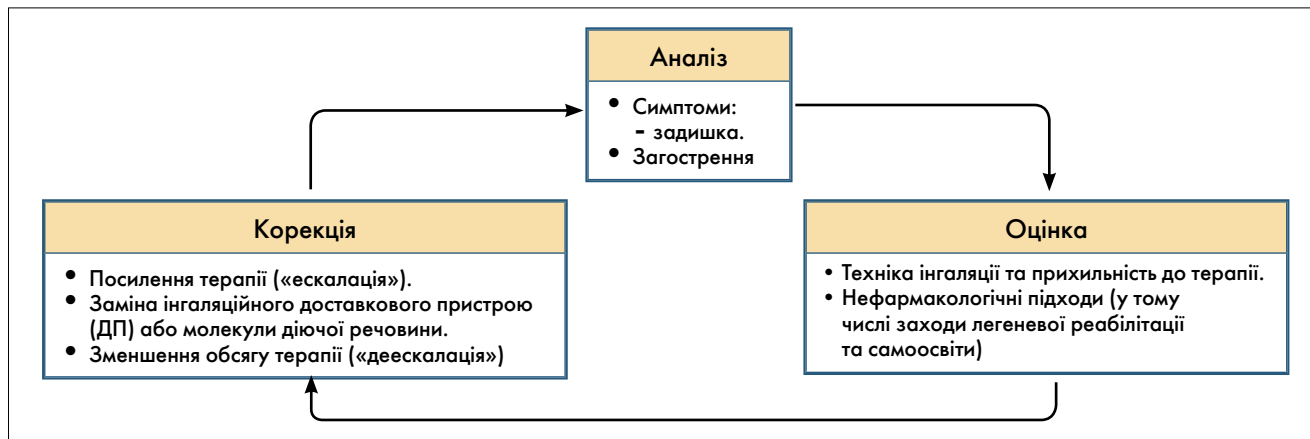 Аналіз
• Симптоми:
- задишка.
• Загострення
Корекція
• Посилення терапії («ескалація»).
• Заміна інгаляційного доставкового пристрою
(ДП) або молекули діючої речовини.
• Зменшення обсягу терапії («деескалація»)
Оцінка
• Техніка інгаляції та прихильність до терапії.
• Нефармакологічні підходи (у тому
числі заходи легеневої реабілітації
та самоосвіти)